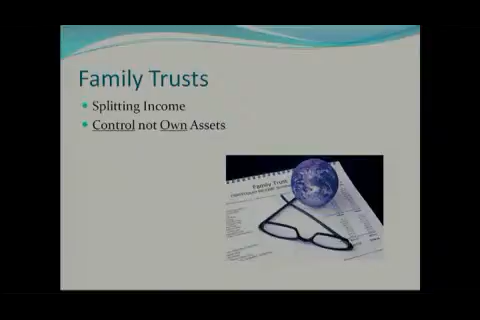 Family Trusts
Splitting Income
Control not Own Assets
Family Trust